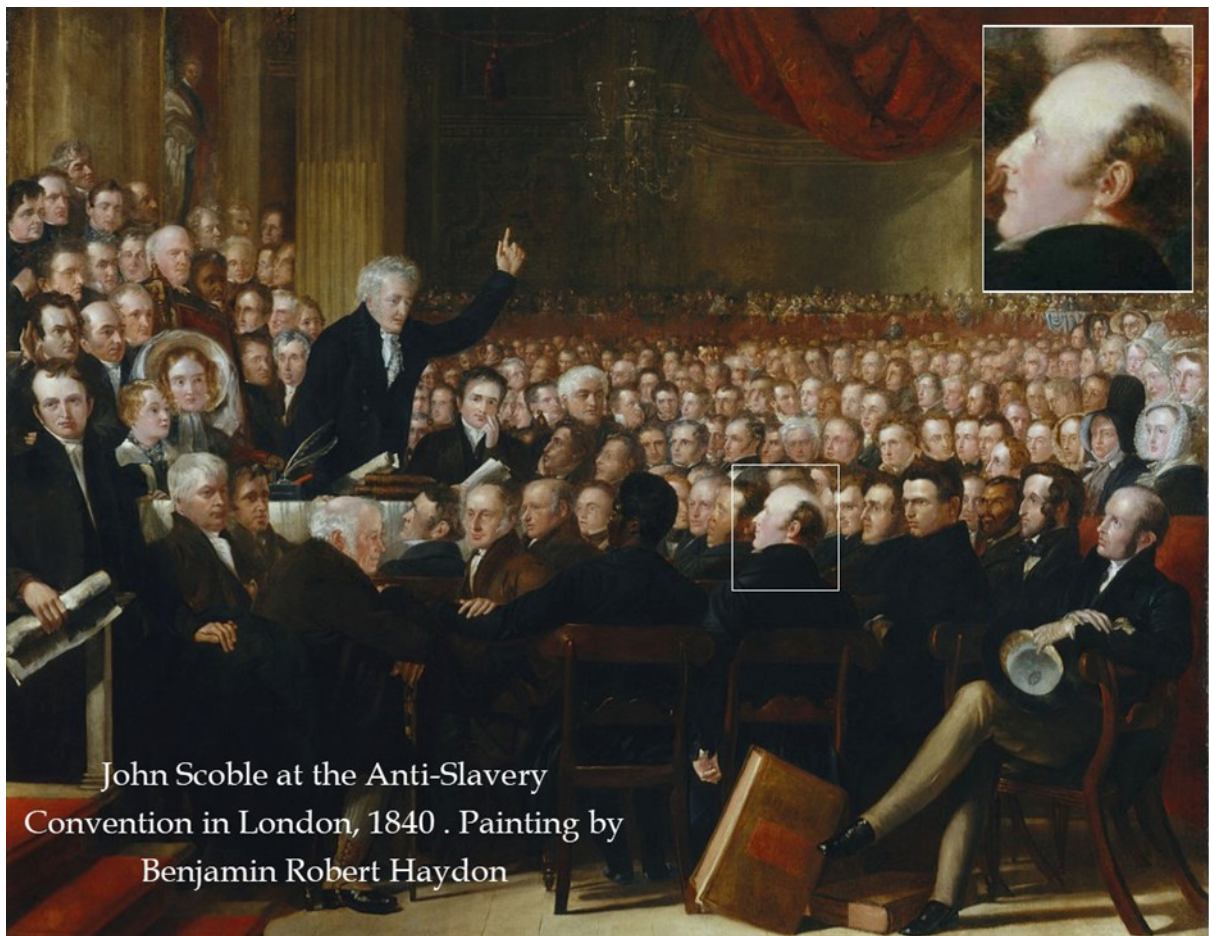 John Scoble at the Anti-Slavery
Convention in London, 1840 . Painting by
Benjamin Robert Haydon